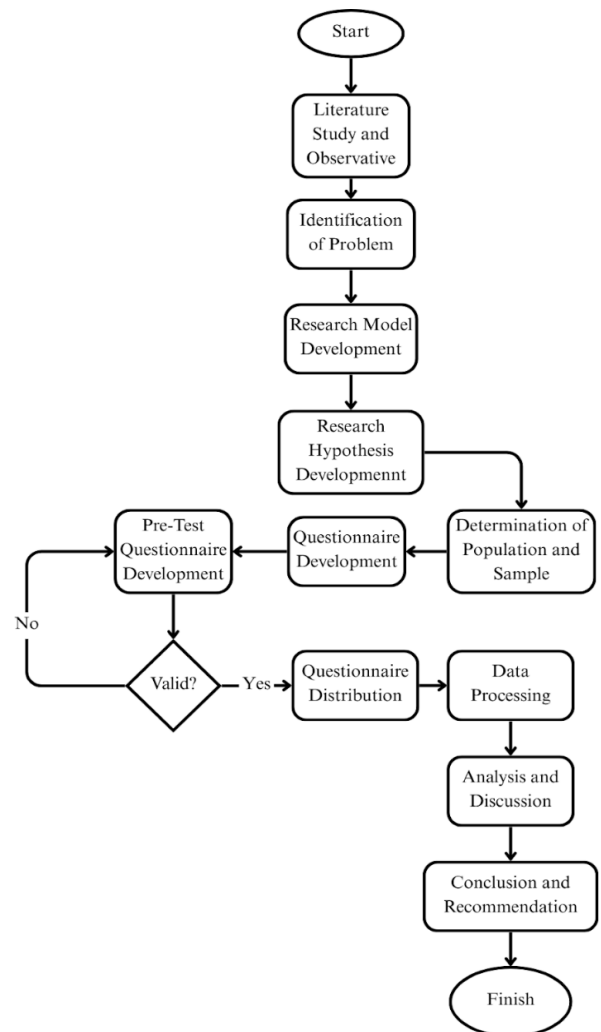 Start
Literature
Study and
Observative
Identification
of Problem
Research Model
Development
Research
Hypothesis
Developmennt
Determination of
Population and
Sample
Questionnaire
Development
Pre-Test
Questionnaire
Development
No
Valid?
Yes
Questionnaire
Distribution
Data
Processing
Analysis and
Discussion
Conclusion and
Recommendation
Finish